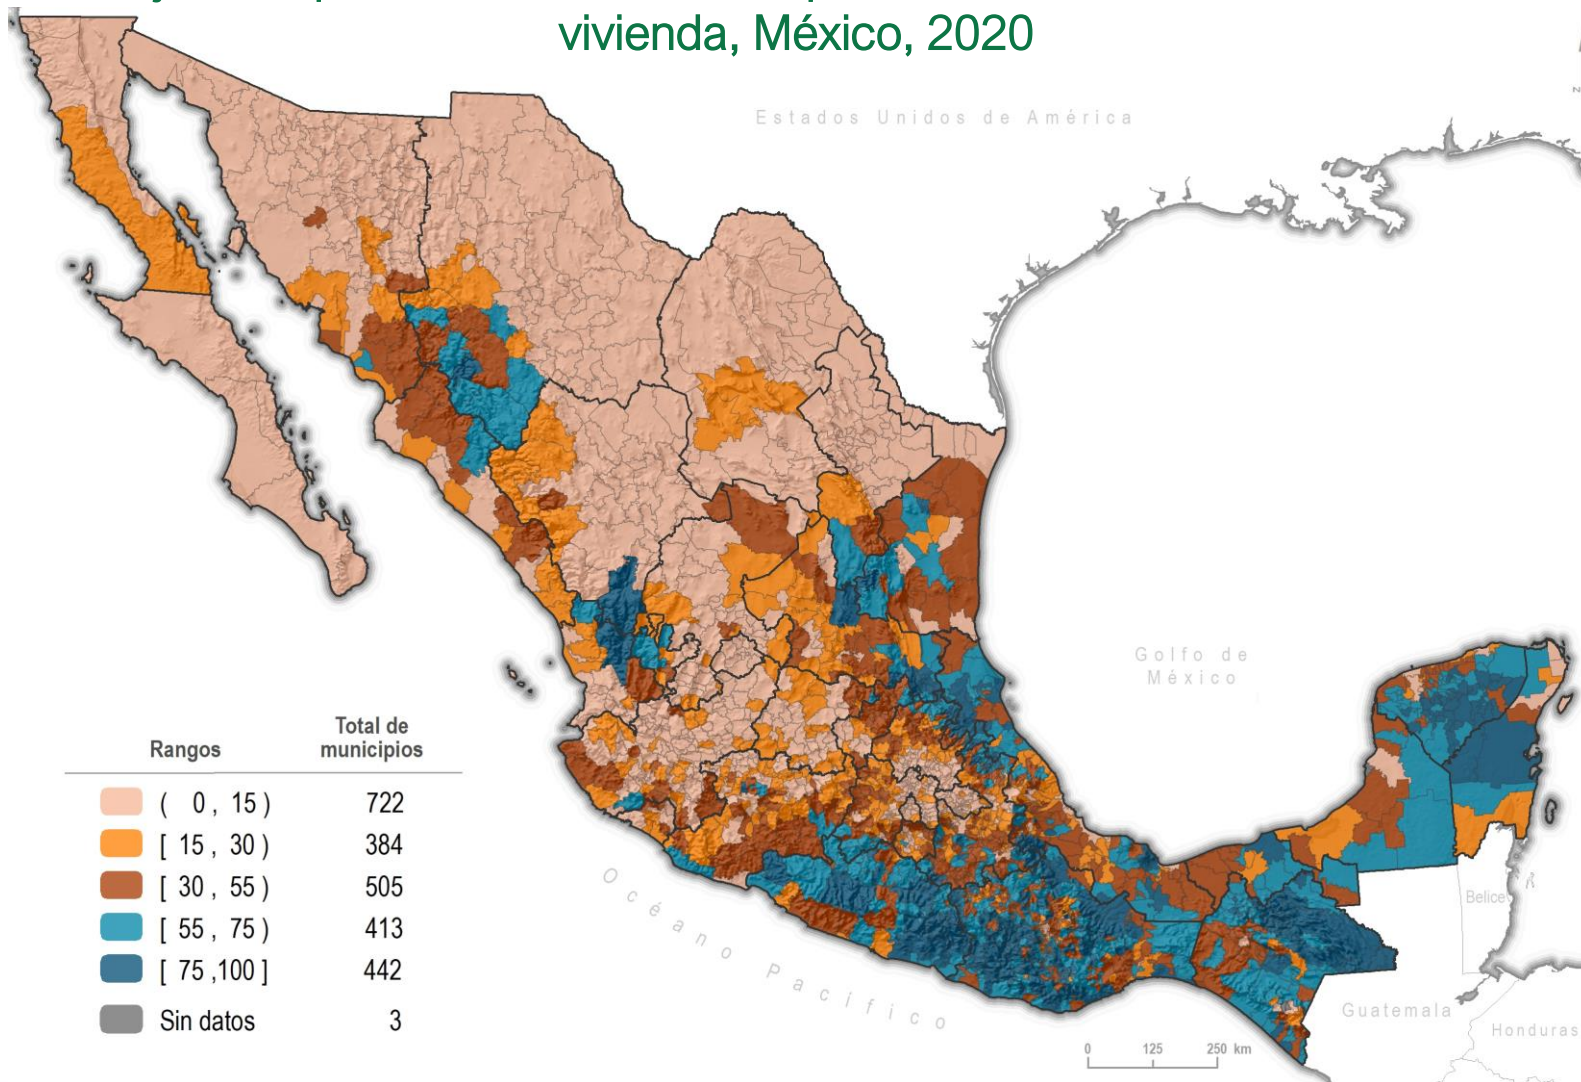 vivienda, México, 2020
Estados Unidos de América
Golfo de
México
Océano Pacífico
Belice
Guatemala
Honduras
Rangos
Total de
municipios
( 0 , 15 ) 722
[ 15 , 30 ) 384
[ 30 , 55 ) 505
[ 55 , 75 ) 413
[ 75 ,100 ] 442
Sin datos 3
0 125 250 km